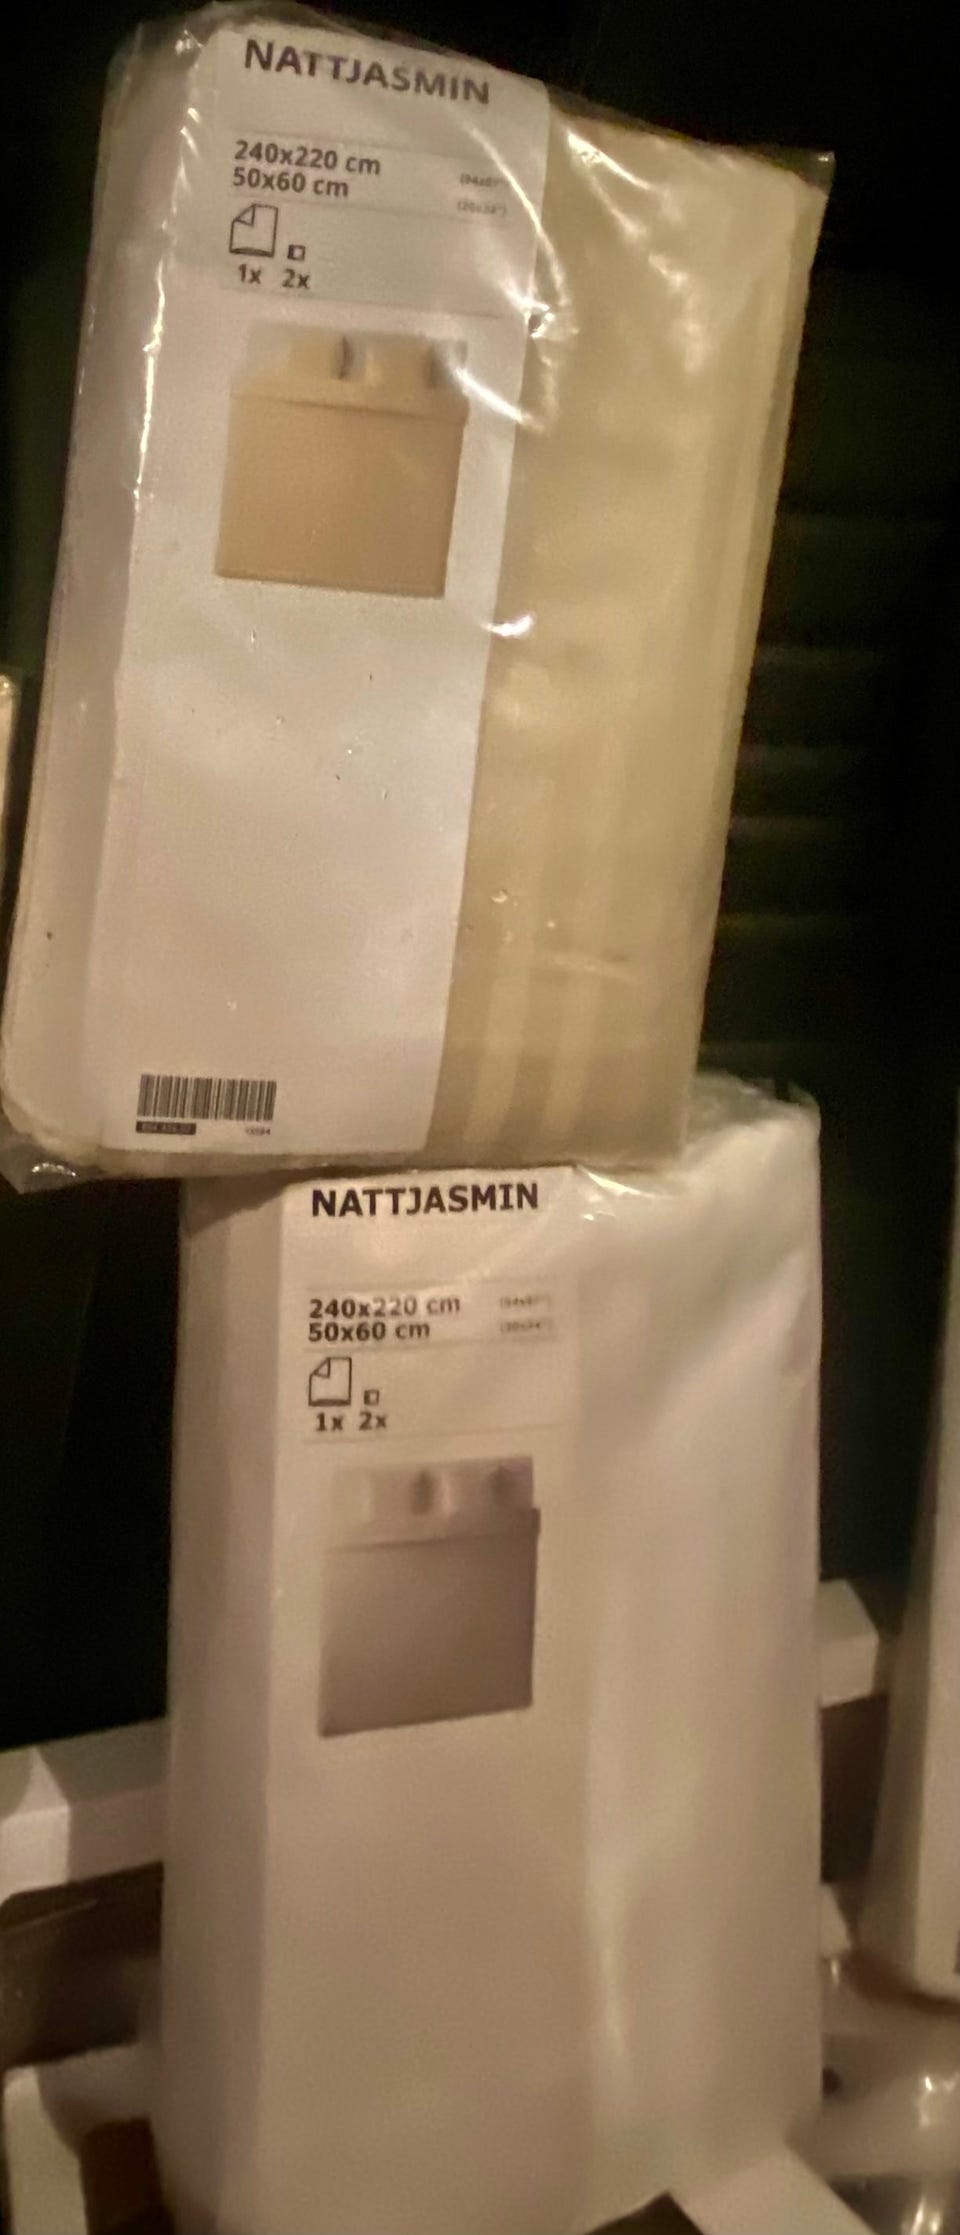 NATTJASMIN
240x220 cm
50x60 cm
1x 2x
NATTJASMIN
240x220 cm
50x60 cm
1x 2x